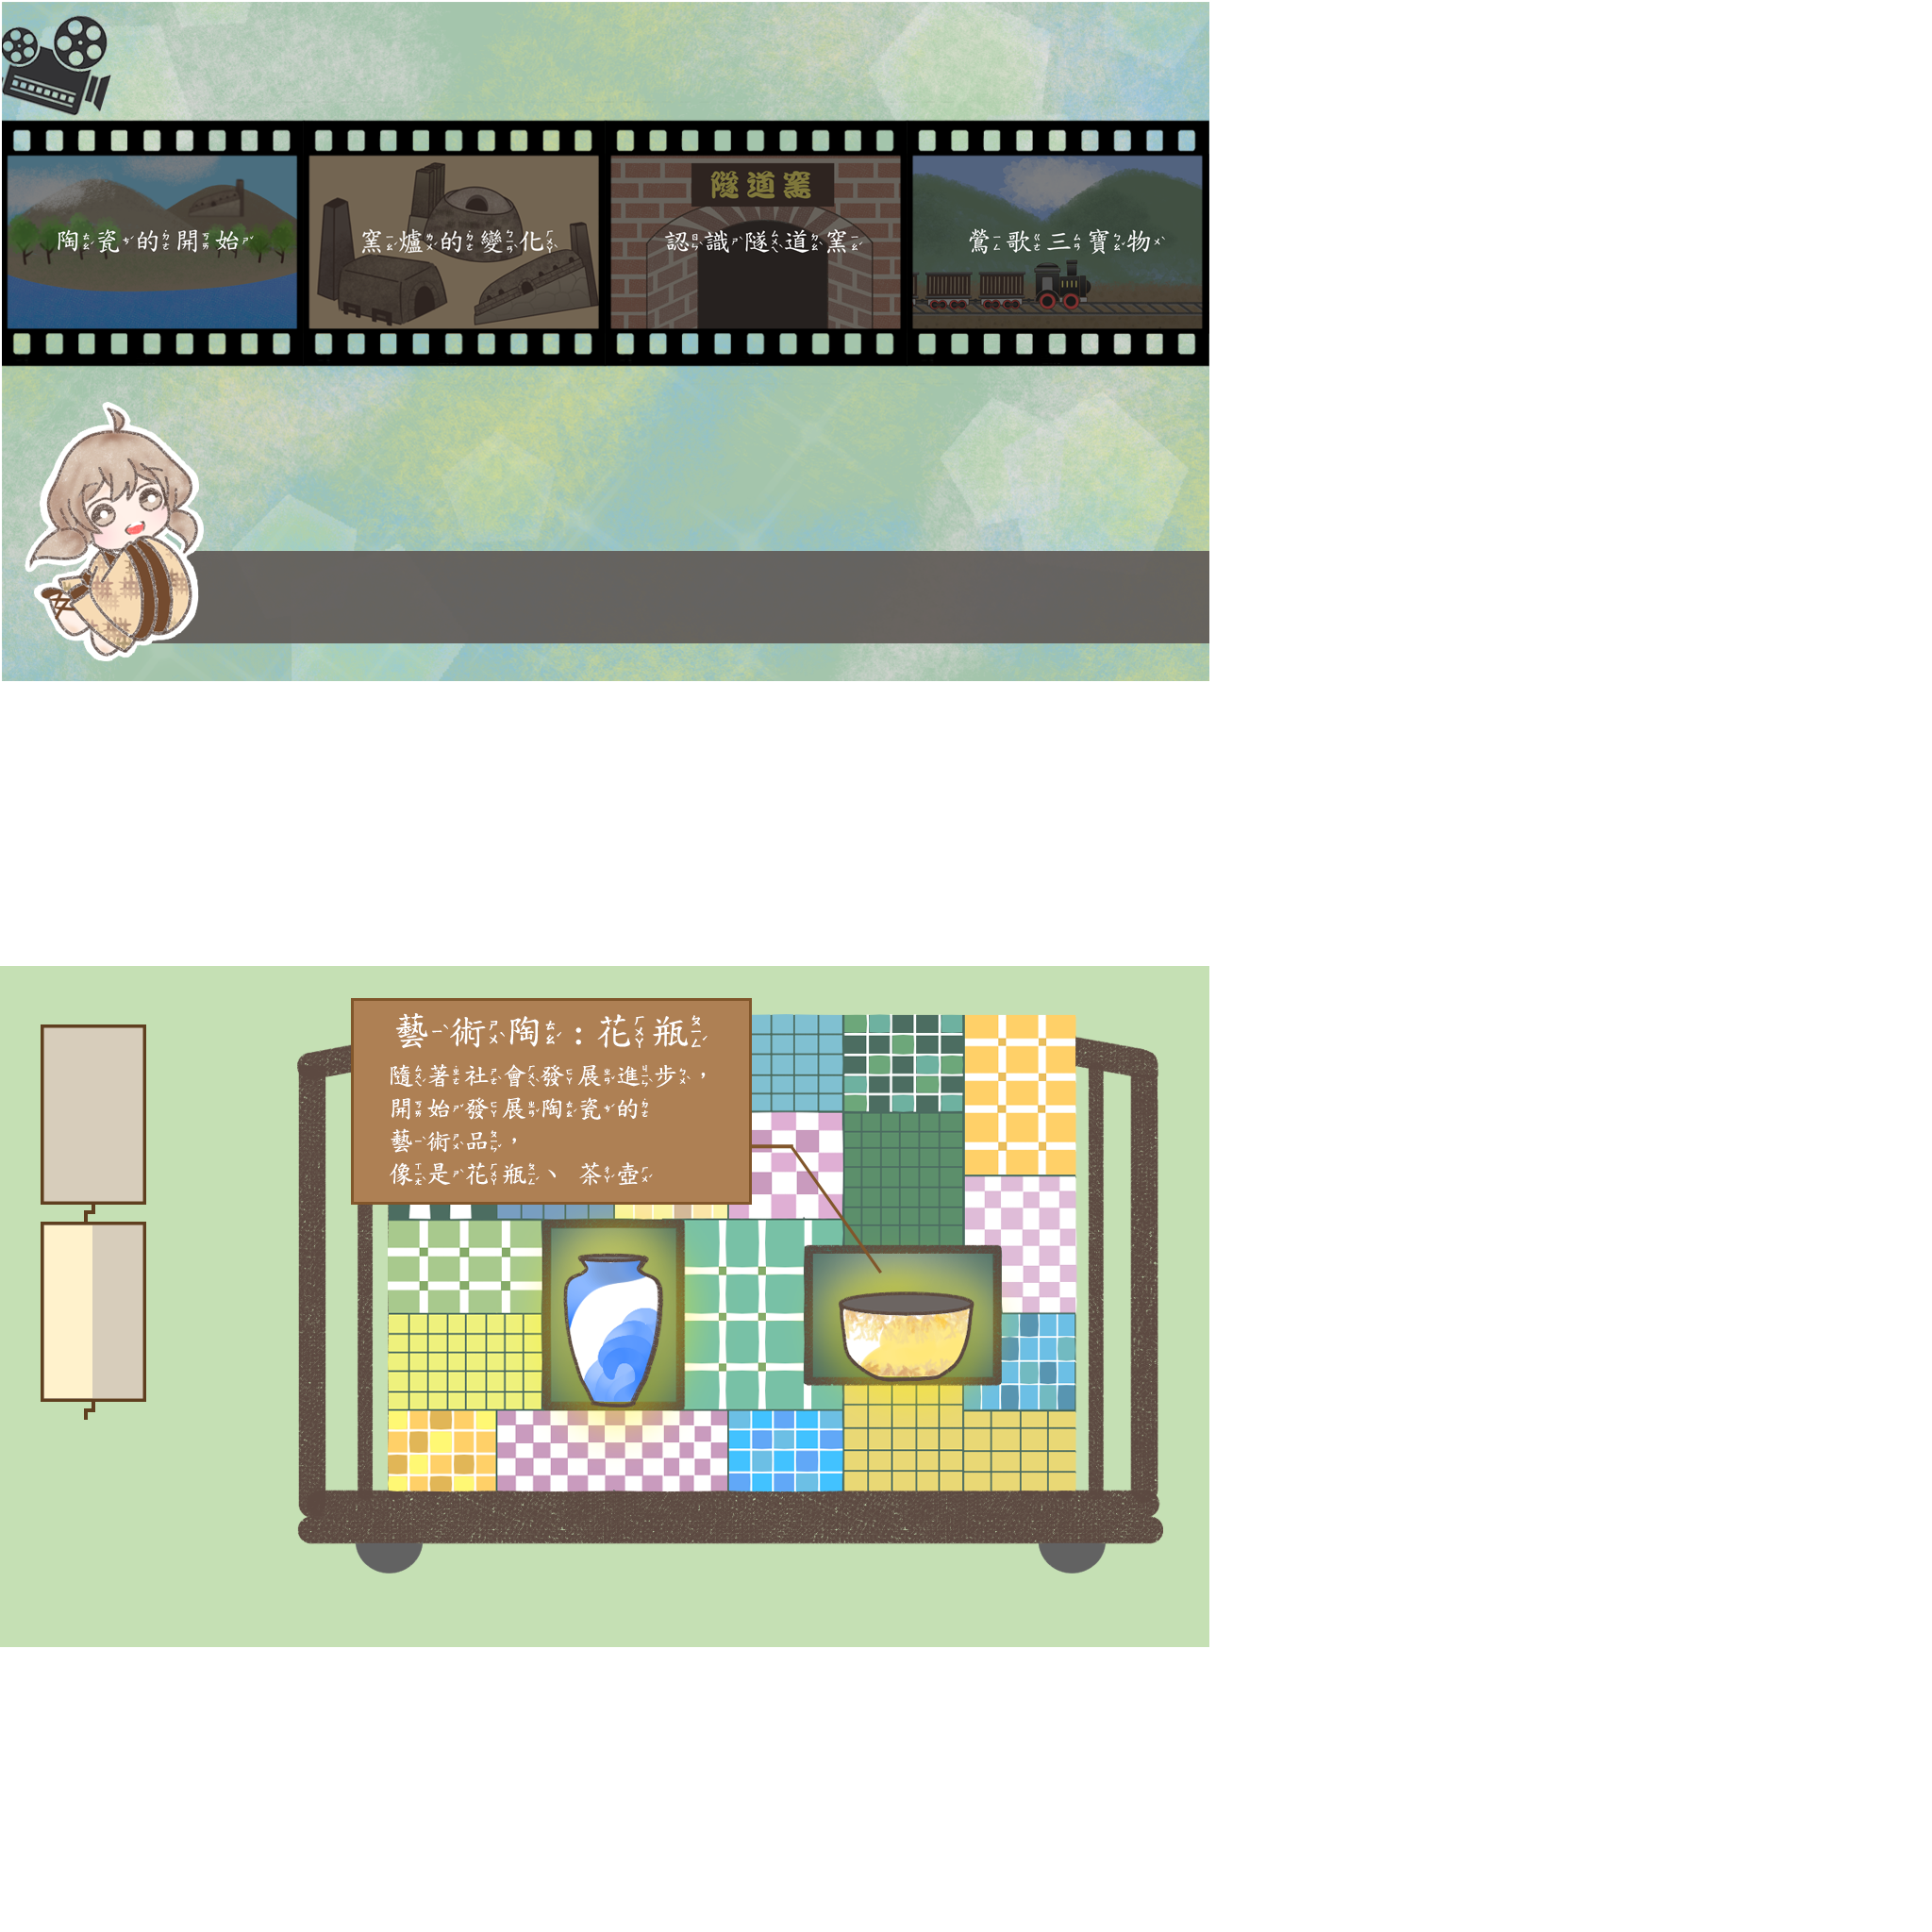 陶瓷的開始
窯爐的變化
隧道窯
認識隧道窯
鶯歌三寶物
藝術陶：花瓶
隨著社會發展進步，
開始發展陶瓷的
藝術品，
像是花瓶、 茶壺